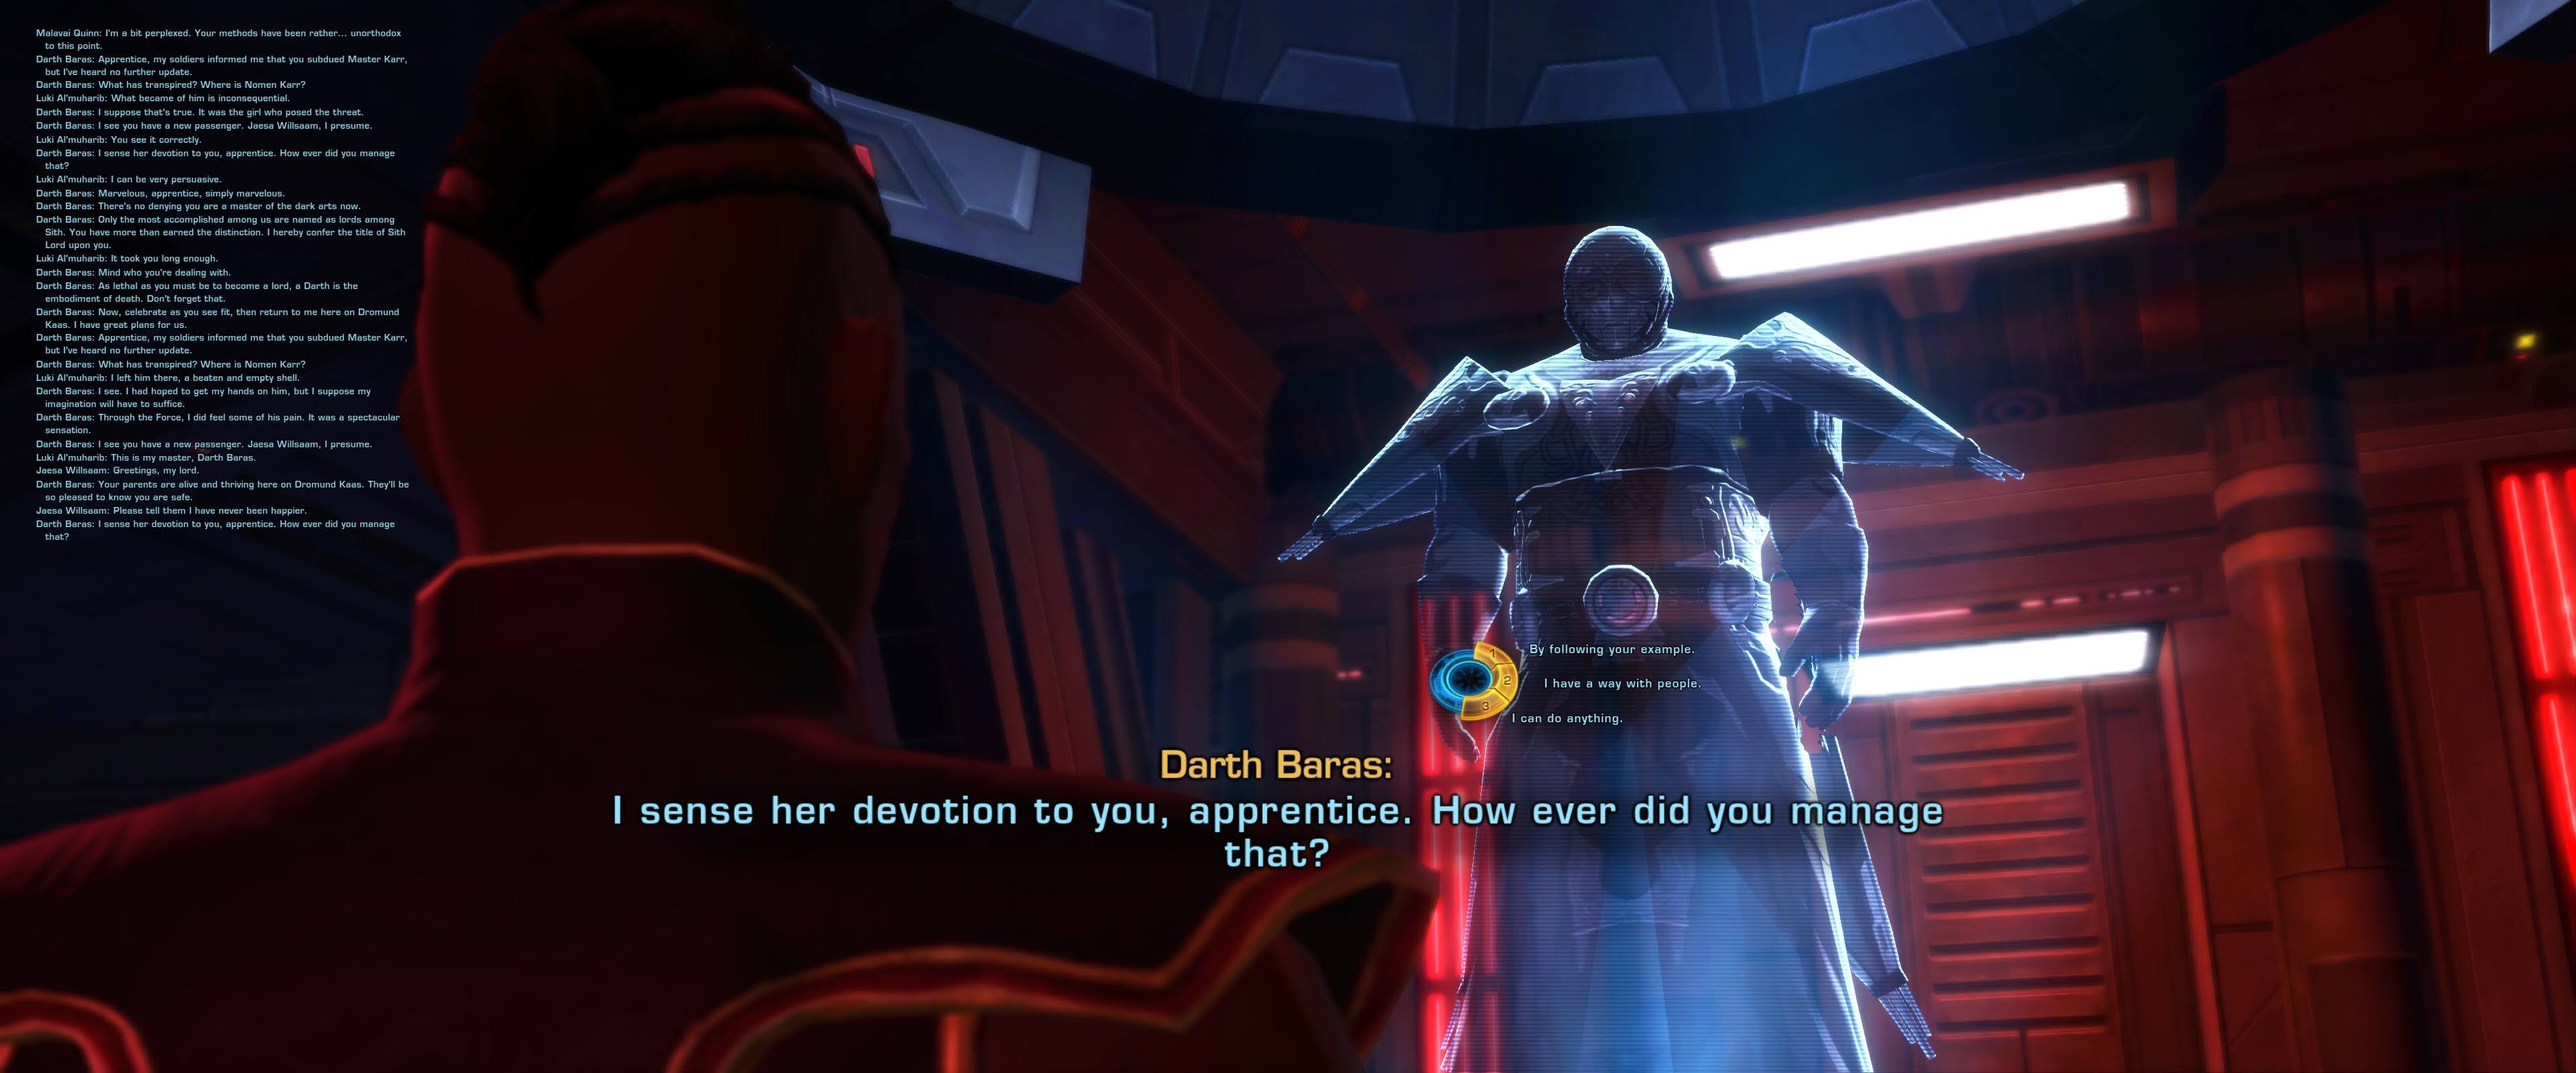 Malavai Quinn: I'm a bit perplexed. Your methods have been rather... unorthodox
to this point.
Darth Baras: Apprentice, my soldiers informed me that you subdued Master Karr,
but I've heard no further update.
Darth Baras: What has transpired? Where is Nomen Karr?
Luki Al'muharib: What became of him is inconsequential.
Darth Baras: I suppose that's true. It was the girl who posed the threat.
Darth Baras: I see you have a new passenger. Jaesa Willsaam, I presume.
Luki Al'muharib: You see it correctly.
Darth Baras: I sense her devotion to you, apprentice. How ever did you manage
that?
Luki Al'muharib: I can be very persuasive.
Darth Baras: Marvelous, apprentice, simply marvelous.
Darth Baras: There's no denying you are a master of the dark arts now.
Darth Baras: Only the most accomplished among us are named as lords among
Sith. You have more than earned the distinction. I hereby confer the title of Sith
Lord upon you.
Luki Al'muharib: It took you long enough.
Darth Baras: Mind who you're dealing with.
Darth Baras: As lethal as you must be to become a lord, a Darth is the
embodiment of death. Don't forget that.
Darth Baras: Now, celebrate as you see fit, then return to me here on Dromund
Kaas. I have great plans for us.
Darth Baras: Apprentice, my soldiers informed me that you subdued Master Karr,
but I've heard no further update.
Darth Baras: What has transpired? Where is Nomen Karr?
Luki Al'muharib: I left him there, a beaten and empty shell.
Darth Baras: I see. I had hoped to get my hands on him, but I suppose my
imagination will have to suffice.
Darth Baras: Through the Force, I did feel some of his pain. It was a spectacular
sensation.
Darth Baras: I see you have a new passenger. Jaesa Willsaam, I presume.
Luki Al'muharib: This is my master, Darth Baras.
Jaesa Willsaam: Greetings, my lord.
Darth Baras: Your parents are alive and thriving here on Dromund Kaas. They'll be
so pleased to know you are safe.
Jaesa Willsaam: Please tell them I have never been happier.
Darth Baras: I sense her devotion to you, apprentice. How ever did you manage
that?
1 By following your example.
2 I have a way with people.
3 I can do anything.
Darth Baras:
I sense her devotion to you, apprentice. How ever did you manage
that?